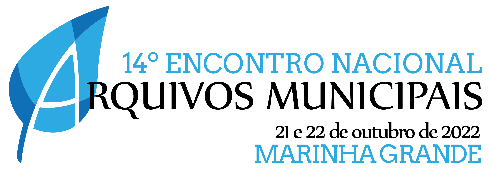 14º ENCONTRO NACIONAL
ARQUIVOS MUNICIPAIS
21 e 22 de outubro de 2022
MARINHA GRANDE